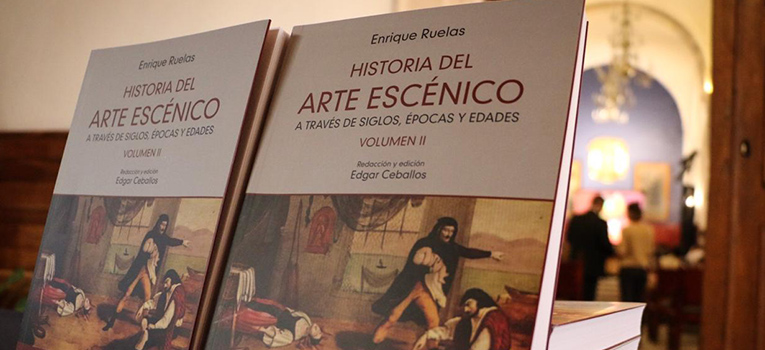 Enrique Ruelas
HISTORIA DEL
ARTE ESCÉNICO
A TRAVÉS DE SIGLOS, ÉPOCAS Y EDADES
VOLUMEN II
Redacción y edición
Edgar Ceballos
Enrique Ruelas
HISTORIA DEL
ARTE ESCÉNICO
A TRAVÉS DE SIGLOS, ÉPOCAS Y EDADES
VOLUMEN II
Redacción y edición
Edgar Ceballos